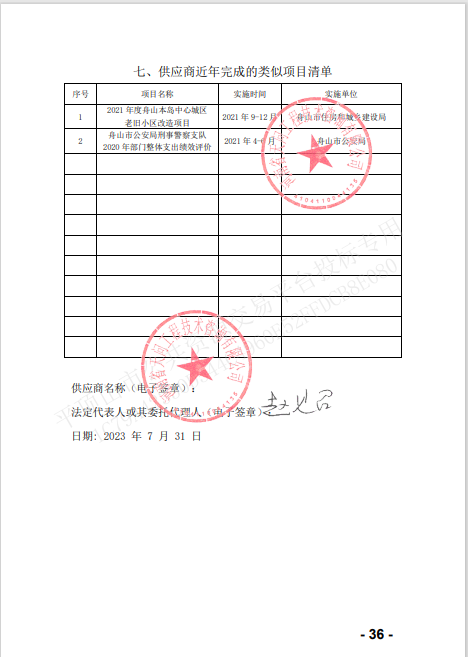 七、供应商近年完成的类似项目清单
序号 项目名称 实施时间 实施单位
1 2021 年度舟山本岛中心城区老旧小区改造项目 2021 年 9-12 月 舟山市住房和城乡建设局
2 舟山市公安局刑事警察支队 2020 年部门整体支出绩效评价 2021 年 4-6 月 舟山市公安局
供应商名称（电子签章）：
法定代表人或其委托代理人（电子签章）：
日期: 2023 年 7 月 31 日
- 36 -